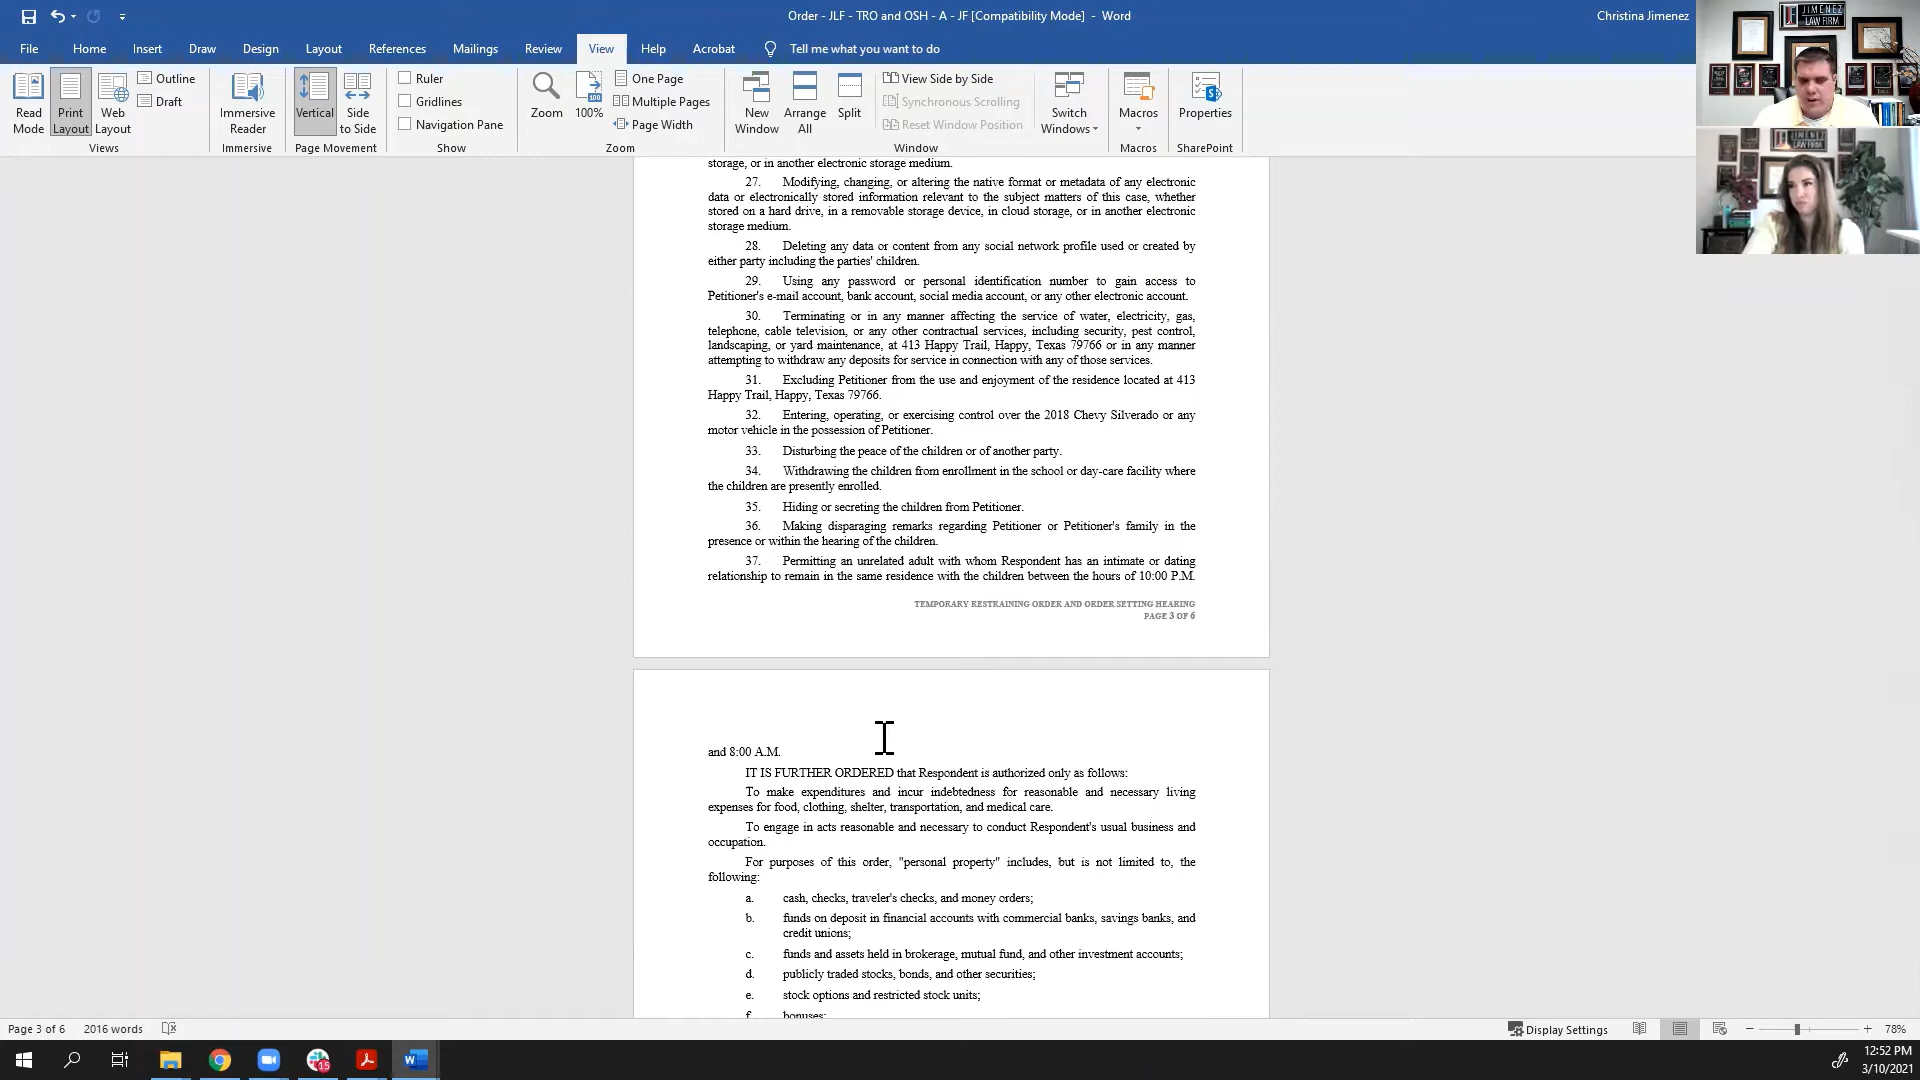 Order - JLF - TRO and OSH - A - JF [Compatibility Mode] - Word
Christina Jimenez
File Home Insert Draw Design Layout References Mailings Review View Help Acrobat Tell me what you want to do
Read Mode
Print Layout
Web Layout
Outline
Draft
Views
Immersive Reader
Immersive
Vertical
Side to Side
Page Movement
Ruler
Gridlines
Navigation Pane
Show
Zoom
100
100%
One Page
Multiple Pages
Page Width
Zoom
New Window
Arrange All
Split
View Side by Side
Synchronous Scrolling
Reset Window Position
Window
Switch Windows
Macros
Macros
Properties
SharePoint
JIMENEZ
LAW FIRM
JIMENEZ
LAW FIRM
storage, or in another electronic storage medium.
27. Modifying, changing, or altering the native format or metadata of any electronic
data or electronically stored information relevant to the subject matters of this case, whether
stored on a hard drive, in a removable storage device, in cloud storage, or in another electronic
storage medium.
28. Deleting any data or content from any social network profile used or created by
either party including the parties' children.
29. Using any password or personal identification number to gain access to
Petitioner's e-mail account, bank account, social media account, or any other electronic account.
30. Terminating or in any manner affecting the service of water, electricity, gas,
telephone, cable television, or any other contractual services, including security, pest control,
landscaping, or yard maintenance, at 413 Happy Trail, Happy, Texas 79766 or in any manner
attempting to withdraw any deposits for service in connection with any of those services.
31. Excluding Petitioner from the use and enjoyment of the residence located at 413
Happy Trail, Happy, Texas 79766.
32. Entering, operating, or exercising control over the 2018 Chevy Silverado or any
motor vehicle in the possession of Petitioner.
33. Disturbing the peace of the children or of another party.
34. Withdrawing the children from enrollment in the school or day-care facility where
the children are presently enrolled.
35. Hiding or secreting the children from Petitioner.
36. Making disparaging remarks regarding Petitioner or Petitioner's family in the
presence or within the hearing of the children.
37. Permitting an unrelated adult with whom Respondent has an intimate or dating
relationship to remain in the same residence with the children between the hours of 10:00 P.M.
TEMPORARY RESTRAINING ORDER AND ORDER SETTING HEARING
PAGE 3 OF 6
and 8:00 A.M.
IT IS FURTHER ORDERED that Respondent is authorized only as follows:
To make expenditures and incur indebtedness for reasonable and necessary living
expenses for food, clothing, shelter, transportation, and medical care.
To engage in acts reasonable and necessary to conduct Respondent's usual business and
occupation.
For purposes of this order, "personal property" includes, but is not limited to, the
following:
a. cash, checks, traveler's checks, and money orders;
b. funds on deposit in financial accounts with commercial banks, savings banks, and
credit unions;
c. funds and assets held in brokerage, mutual fund, and other investment accounts;
d. publicly traded stocks, bonds, and other securities;
e. stock options and restricted stock units;
f. bonuses;
Page 3 of 6 2016 words
Display Settings
78%
15
12:52 PM
3/10/2021